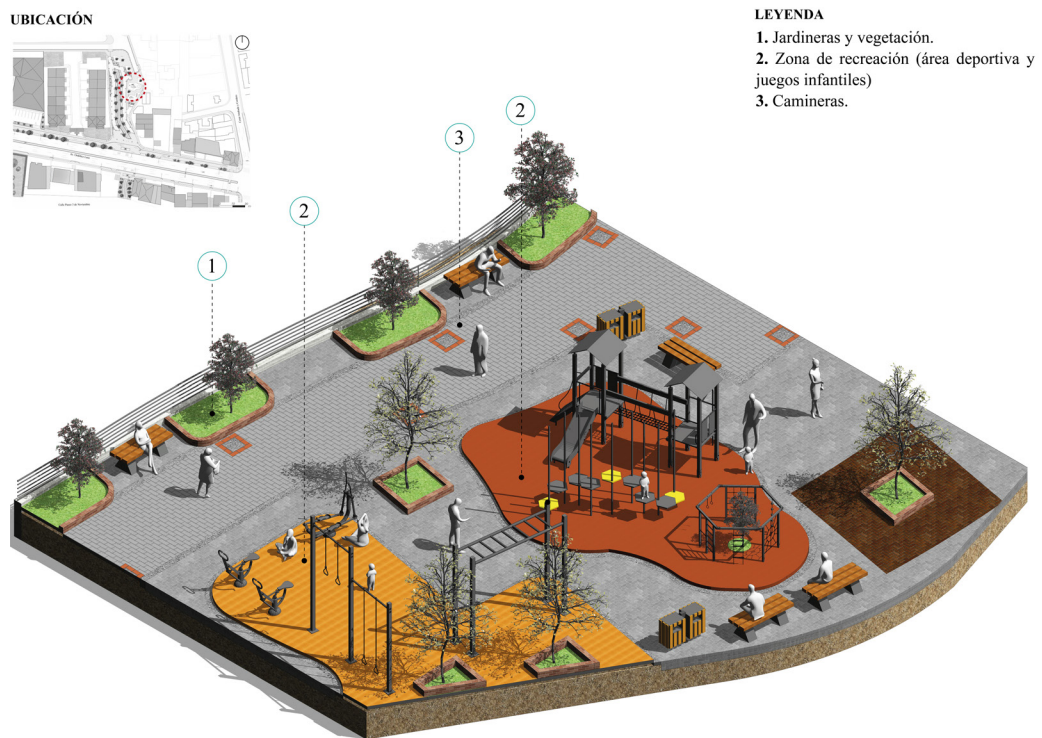 UBICACIÓN
LEYENDA
1. Jardineras y vegetación.
2. Zona de recreación (área deportiva y
juegos infantiles)
3. Camineras.
2
3
2
1